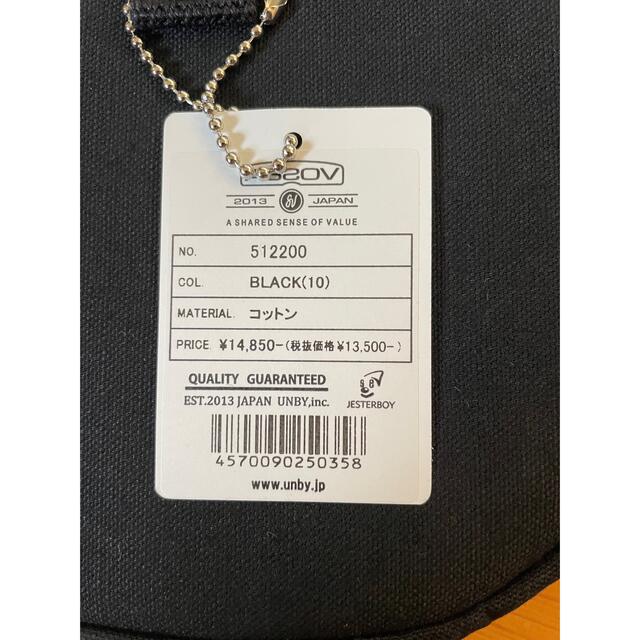 2013 JAPAN
A SHARED SENSE OF VALUE
NO. 512200
COL. BLACK(10)
MATERIAL. コットン
PRICE. ¥14,850-(税抜価格¥13,500-)
QUALITY GUARANTEED
EST.2013 JAPAN UNBY,inc.
JESTERBOY
4570090250358
www.unby.jp